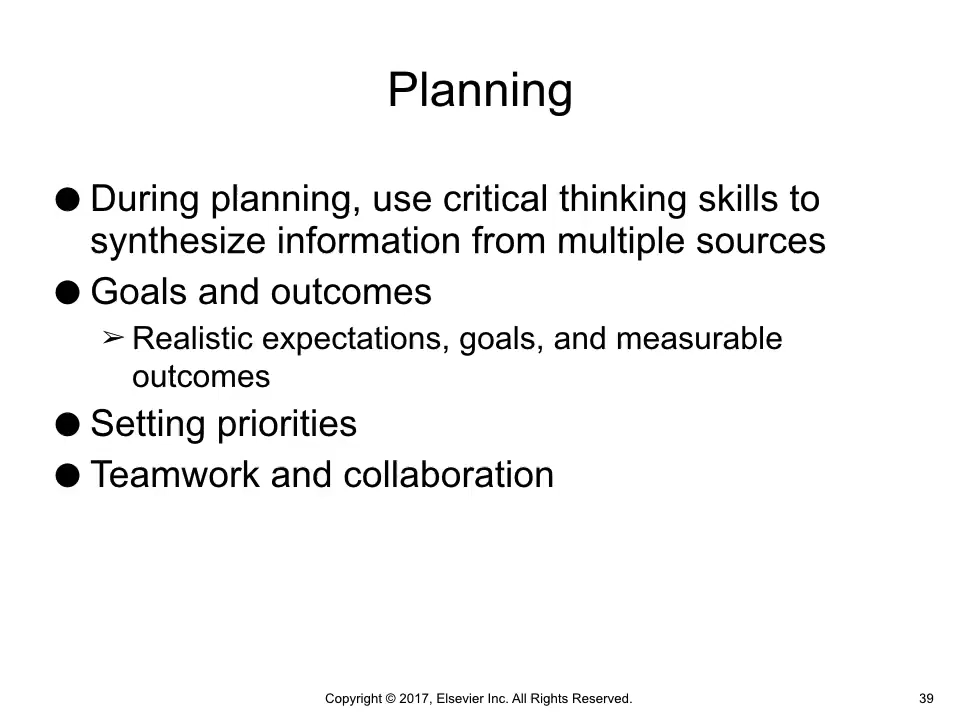 Planning
● During planning, use critical thinking skills to
synthesize information from multiple sources
● Goals and outcomes
➢ Realistic expectations, goals, and measurable
outcomes
● Setting priorities
● Teamwork and collaboration
Copyright © 2017, Elsevier Inc. All Rights Reserved.
39